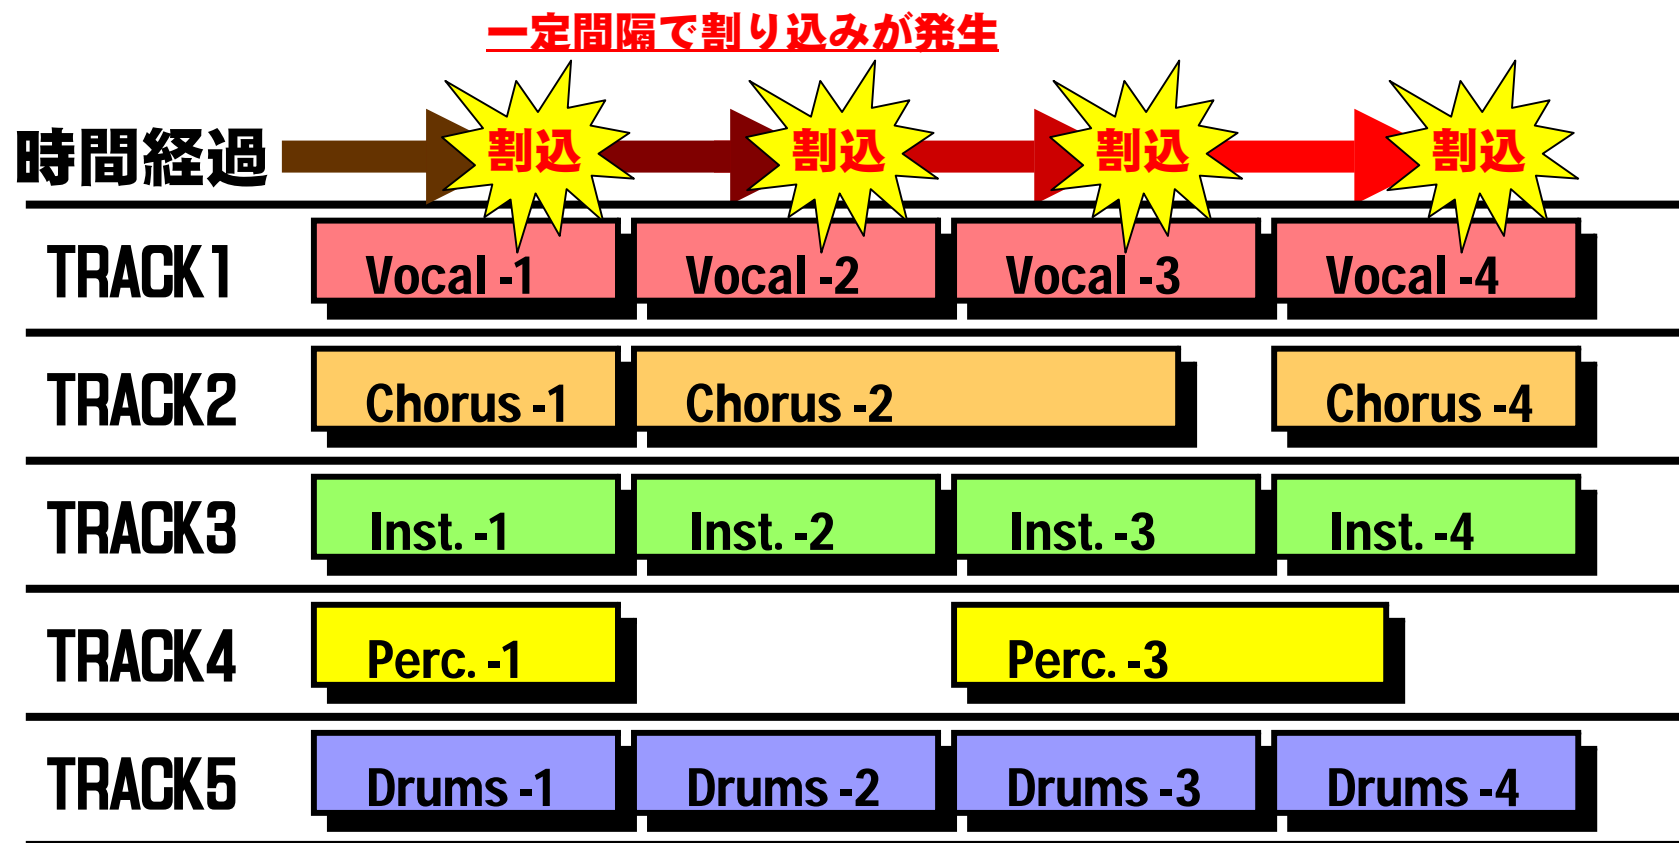 一定間隔で割り込みが発生
時間経過 割込 割込 割込 割込
TRACK1 Vocal -1 Vocal -2 Vocal -3 Vocal -4
TRACK2 Chorus -1 Chorus -2 Chorus -4
TRACK3 Inst. -1 Inst. -2 Inst. -3 Inst. -4
TRACK4 Perc. -1 Perc. -3
TRACK5 Drums -1 Drums -2 Drums -3 Drums -4